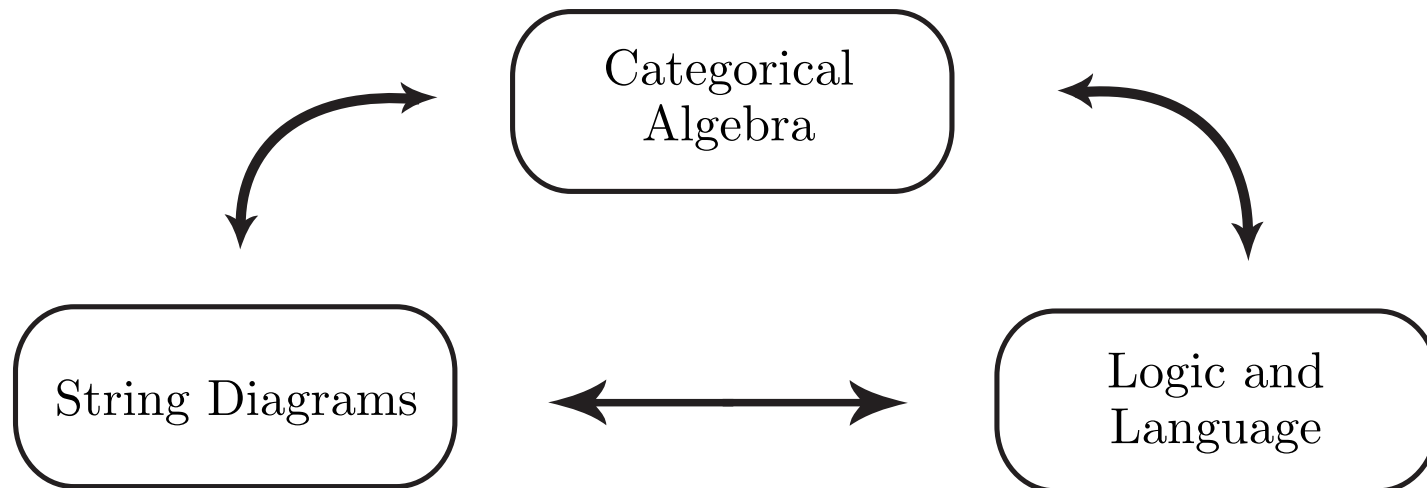 Categorical
Algebra
String Diagrams
Logic and
Language